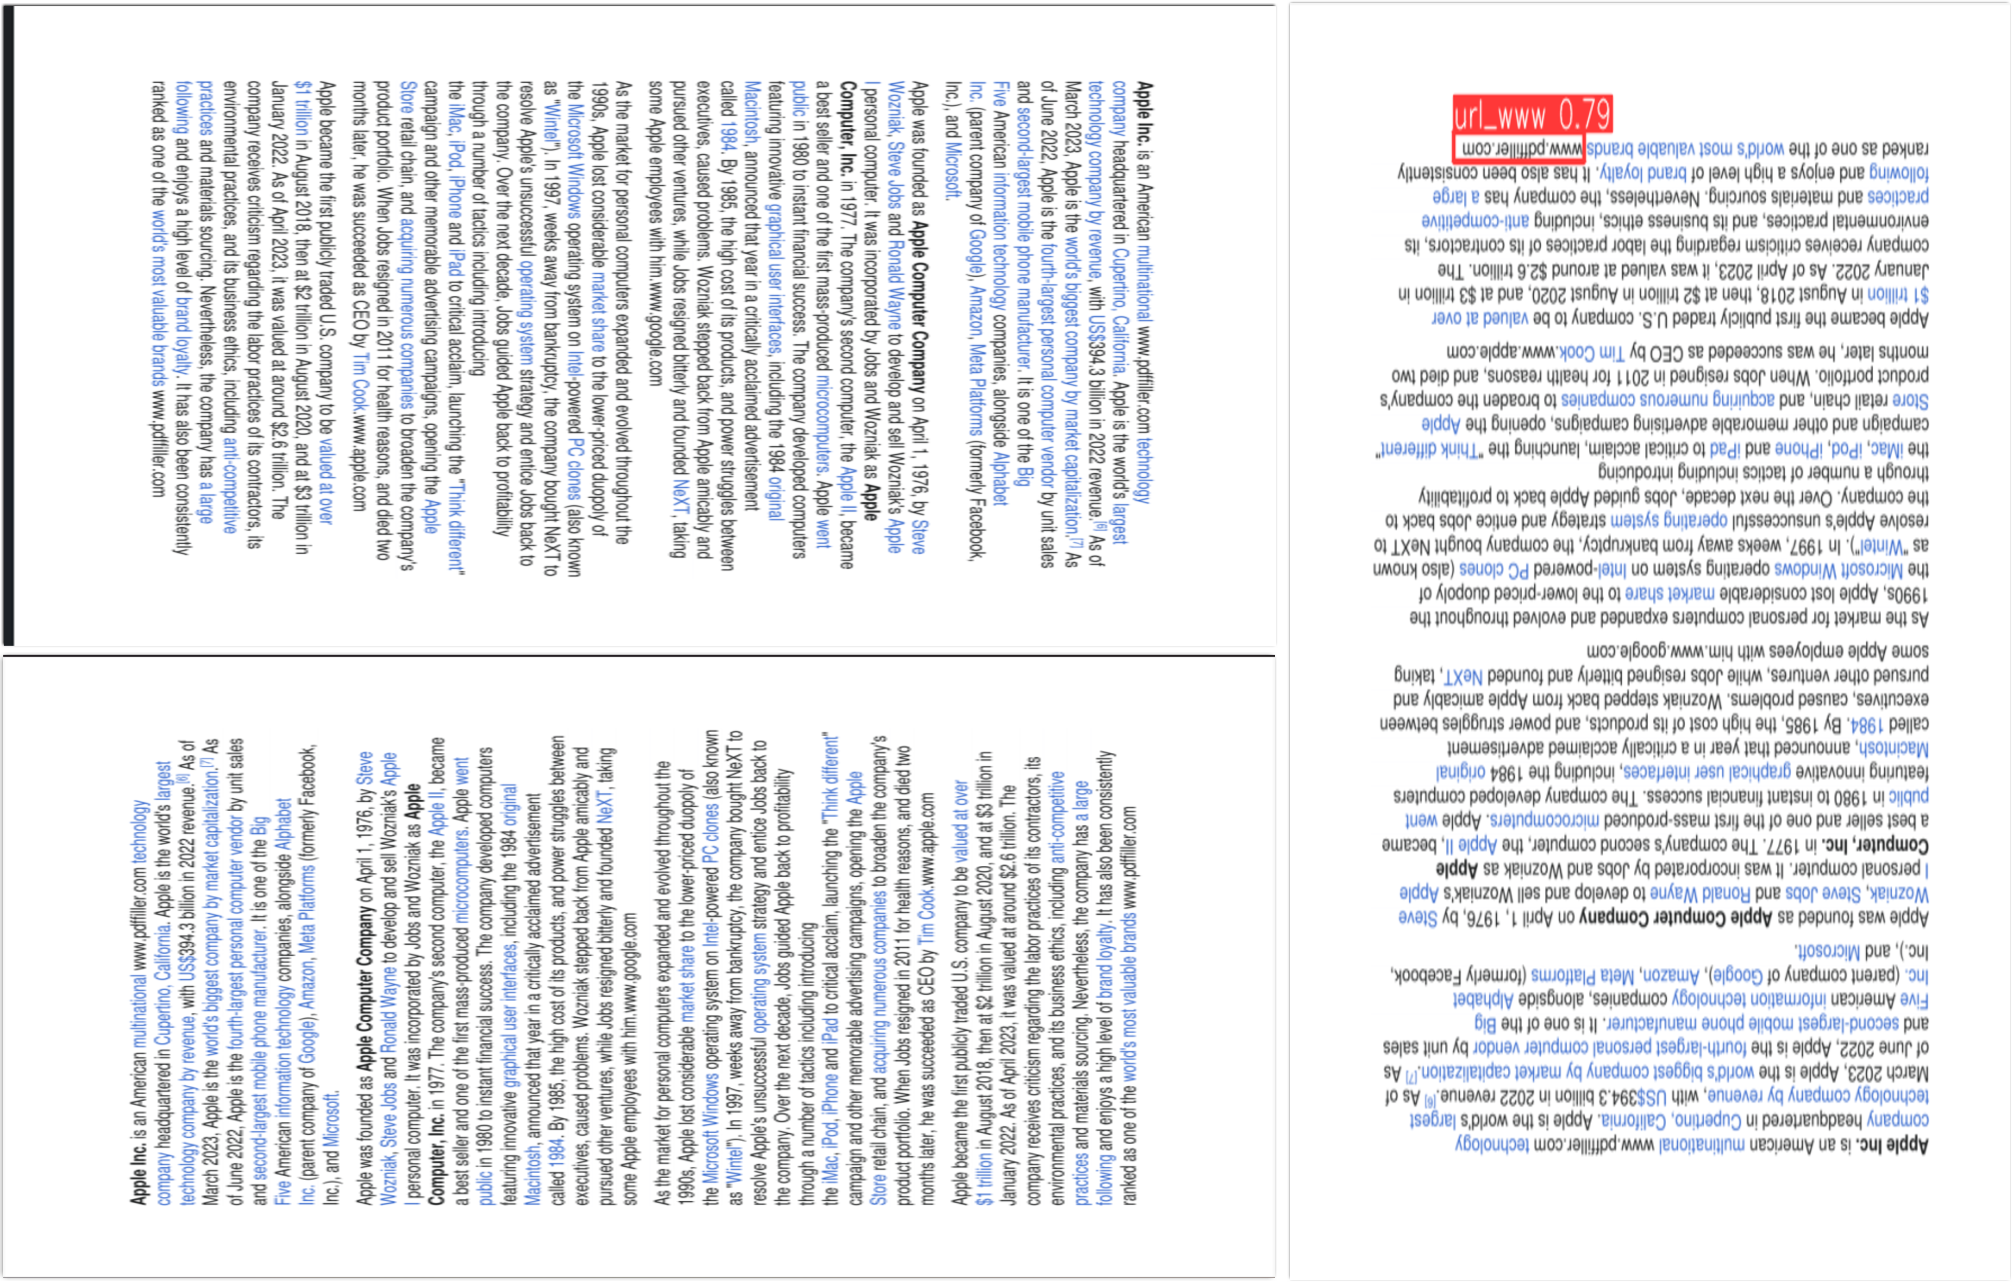 Apple Inc. is an American multinational www.pdffiller.com technology
company headquartered in Cupertino, California. Apple is the world's largest
technology company by revenue, with US$394.3 billion in 2022 revenue.[6] As of
March 2023, Apple is the world's biggest company by market capitalization.[7] As
of June 2022, Apple is the fourth-largest personal computer vendor by unit sales
and second-largest mobile phone manufacturer. It is one of the Big
Five American information technology companies, alongside Alphabet
Inc. (parent company of Google), Amazon, Meta Platforms (formerly Facebook,
Inc.), and Microsoft.
Apple was founded as Apple Computer Company on April 1, 1976, by Steve
Wozniak, Steve Jobs and Ronald Wayne to develop and sell Wozniak's Apple
I personal computer. It was incorporated by Jobs and Wozniak as Apple
Computer, Inc. in 1977. The company's second computer, the Apple II, became
a best seller and one of the first mass-produced microcomputers. Apple went
public in 1980 to instant financial success. The company developed computers
featuring innovative graphical user interfaces, including the 1984 original
Macintosh, announced that year in a critically acclaimed advertisement
called 1984. By 1985, the high cost of its products, and power struggles between
executives, caused problems. Wozniak stepped back from Apple amicably and
pursued other ventures, while Jobs resigned bitterly and founded NeXT, taking
some Apple employees with him.www.google.com
As the market for personal computers expanded and evolved throughout the
1990s, Apple lost considerable market share to the lower-priced duopoly of
the Microsoft Windows operating system on Intel-powered PC clones (also known
as "Wintel"). In 1997, weeks away from bankruptcy, the company bought NeXT to
resolve Apple's unsuccessful operating system strategy and entice Jobs back to
the company. Over the next decade, Jobs guided Apple back to profitability
through a number of tactics including introducing
the iMac, iPod, iPhone and iPad to critical acclaim, launching the "Think different"
campaign and other memorable advertising campaigns, opening the Apple
Store retail chain, and acquiring numerous companies to broaden the company's
product portfolio. When Jobs resigned in 2011 for health reasons, and died two
months later, he was succeeded as CEO by Tim Cook.www.apple.com
Apple became the first publicly traded U.S. company to be valued at over
$1 trillion in August 2018, then at $2 trillion in August 2020, and at $3 trillion in
January 2022. As of April 2023, it was valued at around $2.6 trillion. The
company receives criticism regarding the labor practices of its contractors, its
environmental practices, and its business ethics, including anti-competitive
practices and materials sourcing. Nevertheless, the company has a large
following and enjoys a high level of brand loyalty. It has also been consistently
ranked as one of the world's most valuable brands www.pdffiller.com
Apple Inc. is an American multinational www.pdffiller.com technology
company headquartered in Cupertino, California. Apple is the world's largest
technology company by revenue, with US$394.3 billion in 2022 revenue.[6] As of
March 2023, Apple is the world's biggest company by market capitalization.[7] As
of June 2022, Apple is the fourth-largest personal computer vendor by unit sales
and second-largest mobile phone manufacturer. It is one of the Big
Five American information technology companies, alongside Alphabet
Inc. (parent company of Google), Amazon, Meta Platforms (formerly Facebook,
Inc.), and Microsoft.
Apple was founded as Apple Computer Company on April 1, 1976, by Steve
Wozniak, Steve Jobs and Ronald Wayne to develop and sell Wozniak's Apple
I personal computer. It was incorporated by Jobs and Wozniak as Apple
Computer, Inc. in 1977. The company's second computer, the Apple II, became
a best seller and one of the first mass-produced microcomputers. Apple went
public in 1980 to instant financial success. The company developed computers
featuring innovative graphical user interfaces, including the 1984 original
Macintosh, announced that year in a critically acclaimed advertisement
called 1984. By 1985, the high cost of its products, and power struggles between
executives, caused problems. Wozniak stepped back from Apple amicably and
pursued other ventures, while Jobs resigned bitterly and founded NeXT, taking
some Apple employees with him.www.google.com
As the market for personal computers expanded and evolved throughout the
1990s, Apple lost considerable market share to the lower-priced duopoly of
the Microsoft Windows operating system on Intel-powered PC clones (also known
as "Wintel"). In 1997, weeks away from bankruptcy, the company bought NeXT to
resolve Apple's unsuccessful operating system strategy and entice Jobs back to
the company. Over the next decade, Jobs guided Apple back to profitability
through a number of tactics including introducing
the iMac, iPod, iPhone and iPad to critical acclaim, launching the "Think different"
campaign and other memorable advertising campaigns, opening the Apple
Store retail chain, and acquiring numerous companies to broaden the company's
product portfolio. When Jobs resigned in 2011 for health reasons, and died two
months later, he was succeeded as CEO by Tim Cook.www.apple.com
Apple became the first publicly traded U.S. company to be valued at over
$1 trillion in August 2018, then at $2 trillion in August 2020, and at $3 trillion in
January 2022. As of April 2023, it was valued at around $2.6 trillion. The
company receives criticism regarding the labor practices of its contractors, its
environmental practices, and its business ethics, including anti-competitive
practices and materials sourcing. Nevertheless, the company has a large
following and enjoys a high level of brand loyalty. It has also been consistently
ranked as one of the world's most valuable brands www.pdffiller.com
url_www 0.79
Apple Inc. is an American multinational www.pdffiller.com technology
company headquartered in Cupertino, California. Apple is the world's largest
technology company by revenue, with US$394.3 billion in 2022 revenue.[6] As of
March 2023, Apple is the world's biggest company by market capitalization.[7] As
of June 2022, Apple is the fourth-largest personal computer vendor by unit sales
and second-largest mobile phone manufacturer. It is one of the Big
Five American information technology companies, alongside Alphabet
Inc. (parent company of Google), Amazon, Meta Platforms (formerly Facebook,
Inc.), and Microsoft.
Apple was founded as Apple Computer Company on April 1, 1976, by Steve
Wozniak, Steve Jobs and Ronald Wayne to develop and sell Wozniak's Apple
I personal computer. It was incorporated by Jobs and Wozniak as Apple
Computer, Inc. in 1977. The company's second computer, the Apple II, became
a best seller and one of the first mass-produced microcomputers. Apple went
public in 1980 to instant financial success. The company developed computers
featuring innovative graphical user interfaces, including the 1984 original
Macintosh, announced that year in a critically acclaimed advertisement
called 1984. By 1985, the high cost of its products, and power struggles between
executives, caused problems. Wozniak stepped back from Apple amicably and
pursued other ventures, while Jobs resigned bitterly and founded NeXT, taking
some Apple employees with him.www.google.com
As the market for personal computers expanded and evolved throughout the
1990s, Apple lost considerable market share to the lower-priced duopoly of
the Microsoft Windows operating system on Intel-powered PC clones (also known
as "Wintel"). In 1997, weeks away from bankruptcy, the company bought NeXT to
resolve Apple's unsuccessful operating system strategy and entice Jobs back to
the company. Over the next decade, Jobs guided Apple back to profitability
through a number of tactics including introducing
the iMac, iPod, iPhone and iPad to critical acclaim, launching the "Think different"
campaign and other memorable advertising campaigns, opening the Apple
Store retail chain, and acquiring numerous companies to broaden the company's
product portfolio. When Jobs resigned in 2011 for health reasons, and died two
months later, he was succeeded as CEO by Tim Cook.www.apple.com
Apple became the first publicly traded U.S. company to be valued at over
$1 trillion in August 2018, then at $2 trillion in August 2020, and at $3 trillion in
January 2022. As of April 2023, it was valued at around $2.6 trillion. The
company receives criticism regarding the labor practices of its contractors, its
environmental practices, and its business ethics, including anti-competitive
practices and materials sourcing. Nevertheless, the company has a large
following and enjoys a high level of brand loyalty. It has also been consistently
ranked as one of the world's most valuable brands www.pdffiller.com